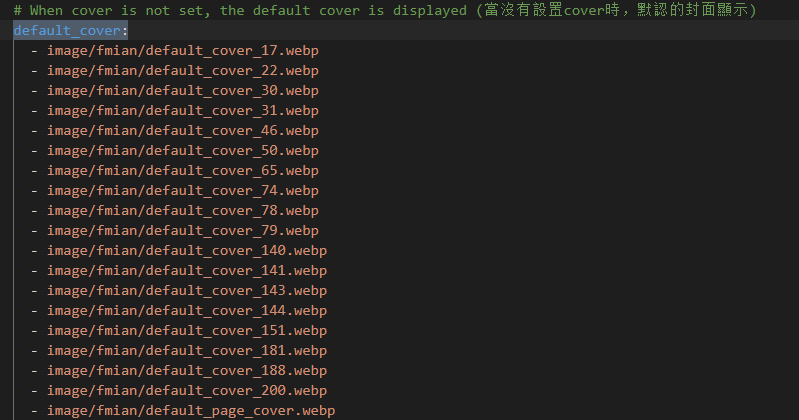 # When cover is not set, the default cover is displayed (當沒有設置cover時,默認的封面顯示)
default_cover:
- image/fmian/default_cover_17.webp
- image/fmian/default_cover_22.webp
- image/fmian/default_cover_30.webp
- image/fmian/default_cover_31.webp
- image/fmian/default_cover_46.webp
- image/fmian/default_cover_50.webp
- image/fmian/default_cover_65.webp
- image/fmian/default_cover_74.webp
- image/fmian/default_cover_78.webp
- image/fmian/default_cover_79.webp
- image/fmian/default_cover_140.webp
- image/fmian/default_cover_141.webp
- image/fmian/default_cover_143.webp
- image/fmian/default_cover_144.webp
- image/fmian/default_cover_151.webp
- image/fmian/default_cover_181.webp
- image/fmian/default_cover_188.webp
- image/fmian/default_cover_200.webp
- image/fmian/default_page_cover.webp